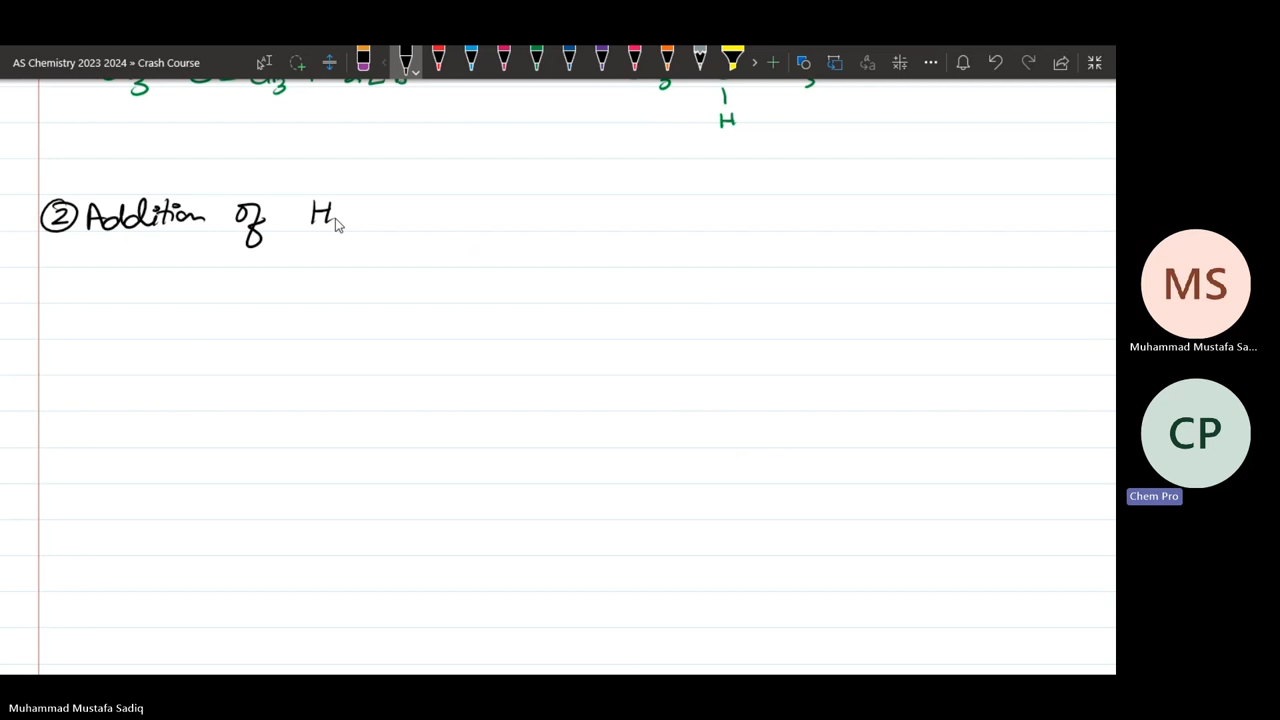 AS Chemistry 2023 2024 » Crash Course
H
② Addition of H
MS
Muhammad Mustafa Sa...
CP
Chem Pro
Muhammad Mustafa Sadiq